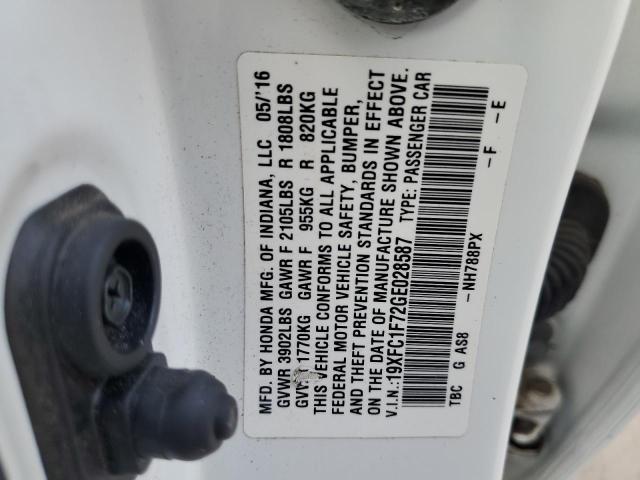 MFD. BY HONDA MFG. OF INDIANA, LLC 05/'16
GVWR 3902LBS GAWR F 2105LBS R 1808LBS
1770KG GAWR F 955KG R 820KG
THIS VEHICLE CONFORMS TO ALL APPLICABLE
FEDERAL MOTOR VEHICLE SAFETY, BUMPER,
AND THEFT PREVENTION STANDARDS IN EFFECT
ON THE DATE OF MANUFACTURE SHOWN ABOVE.
V.I.N.:19XFC1F72GE028587 TYPE: PASSENGER CAR
TBC G AS8 -NH788PX -F -E